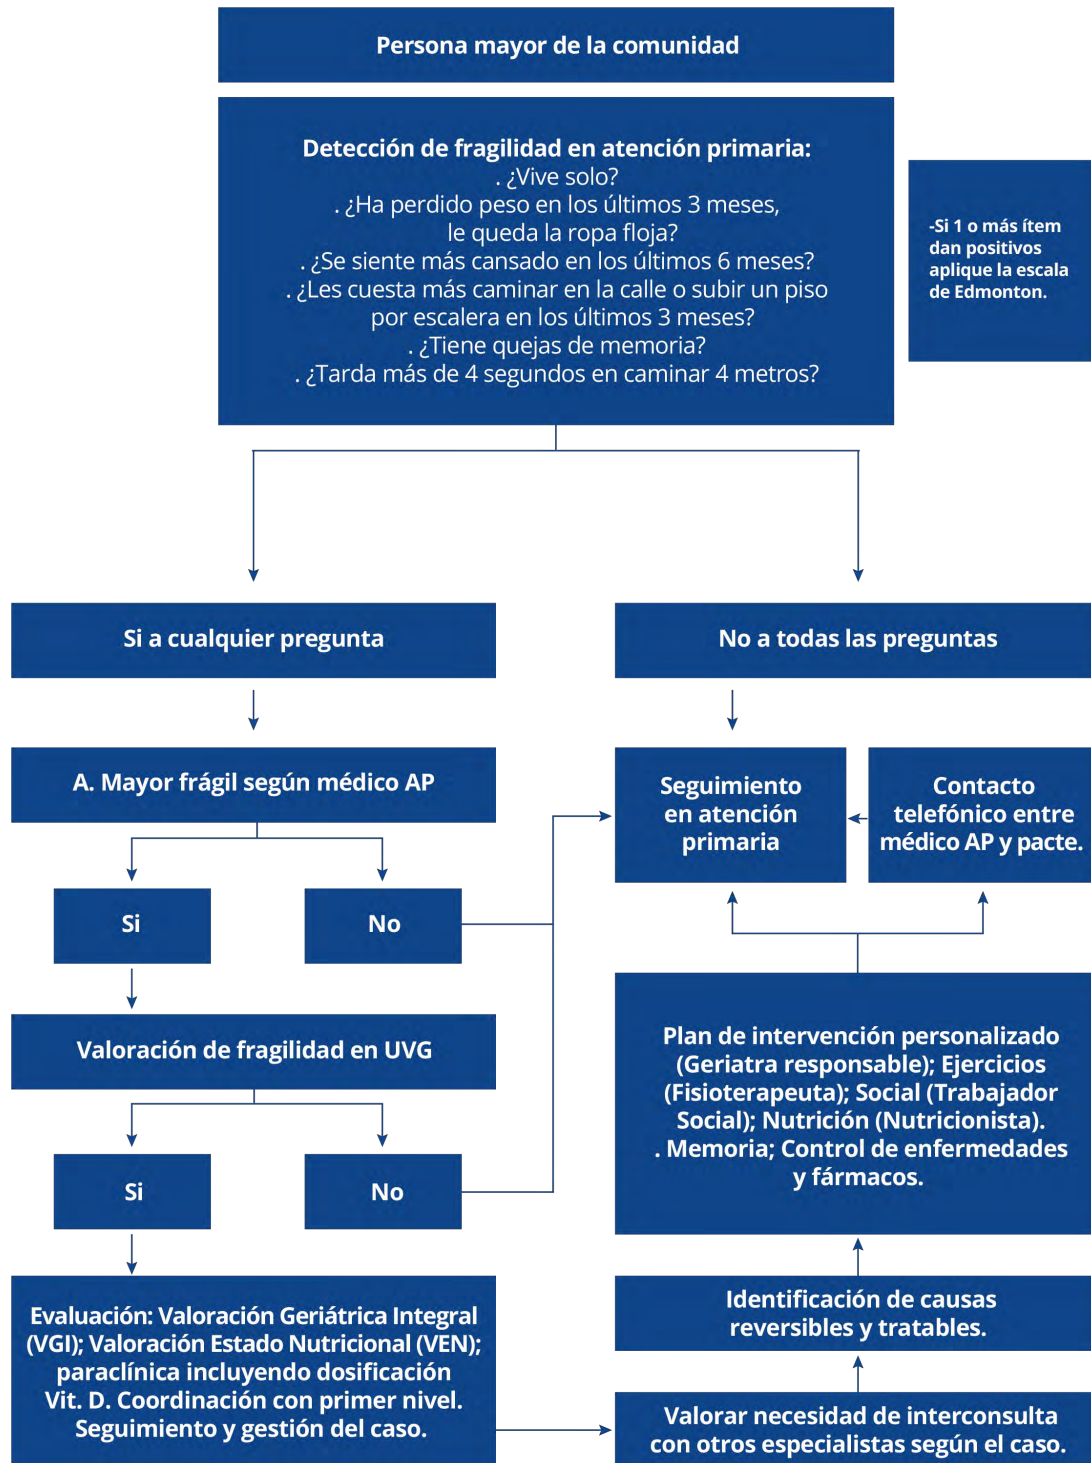 Persona mayor de la comunidad
Detección de fragilidad en atención primaria:
. ¿Vive solo?
. ¿Ha perdido peso en los últimos 3 meses,
le queda la ropa floja?
. ¿Se siente más cansado en los últimos 6 meses?
. ¿Les cuesta más caminar en la calle o subir un piso
por escalera en los últimos 3 meses?
. ¿Tiene quejas de memoria?
. ¿Tarda más de 4 segundos en caminar 4 metros?
-Si 1 o más ítem
dan positivos
aplique la escala
de Edmonton.
Si a cualquier pregunta
No a todas las preguntas
A. Mayor frágil según médico AP
Seguimiento
en atención
primaria
Contacto
telefónico entre
médico AP y pacte.
Si
No
Valoración de fragilidad en UVG
Plan de intervención personalizado
(Geriatra responsable); Ejercicios
(Fisioterapeuta); Social (Trabajador
Social); Nutrición (Nutricionista).
. Memoria; Control de enfermedades
y fármacos.
Si
No
Evaluación: Valoración Geriátrica Integral
(VGI); Valoración Estado Nutricional (VEN);
paraclínica incluyendo dosificación
Vit. D. Coordinación con primer nivel.
Seguimiento y gestión del caso.
Identificación de causas
reversibles y tratables.
Valorar necesidad de interconsulta
con otros especialistas según el caso.